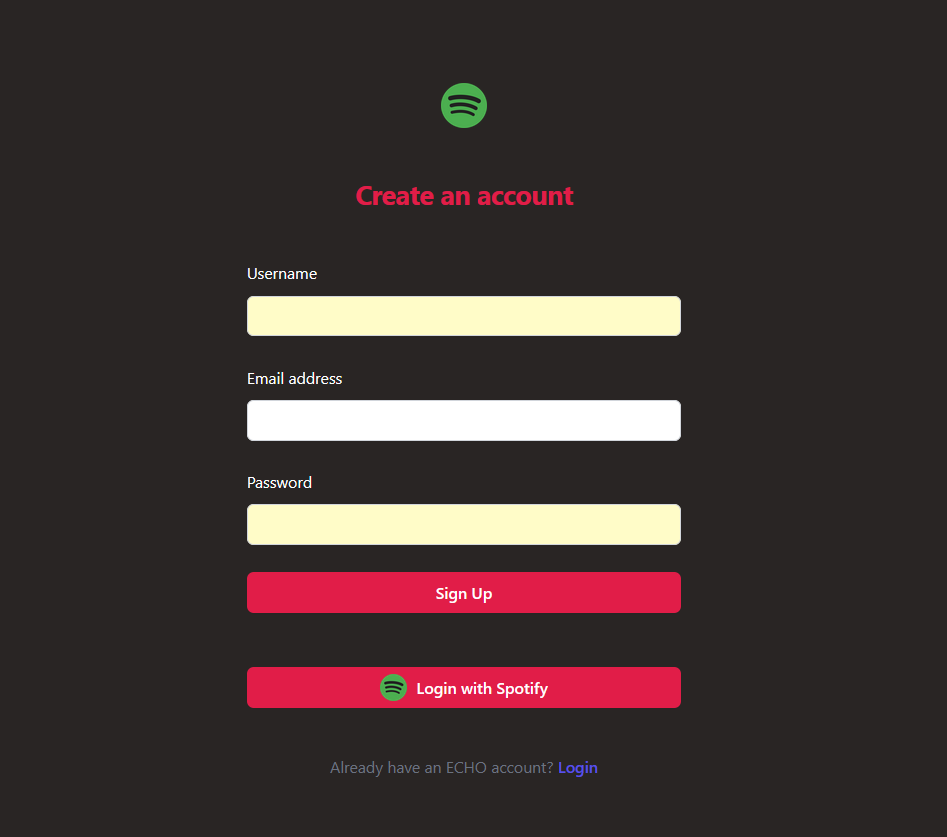 Create an account
Username
Email address
Password
Sign Up
Login with Spotify
Already have an ECHO account? Login